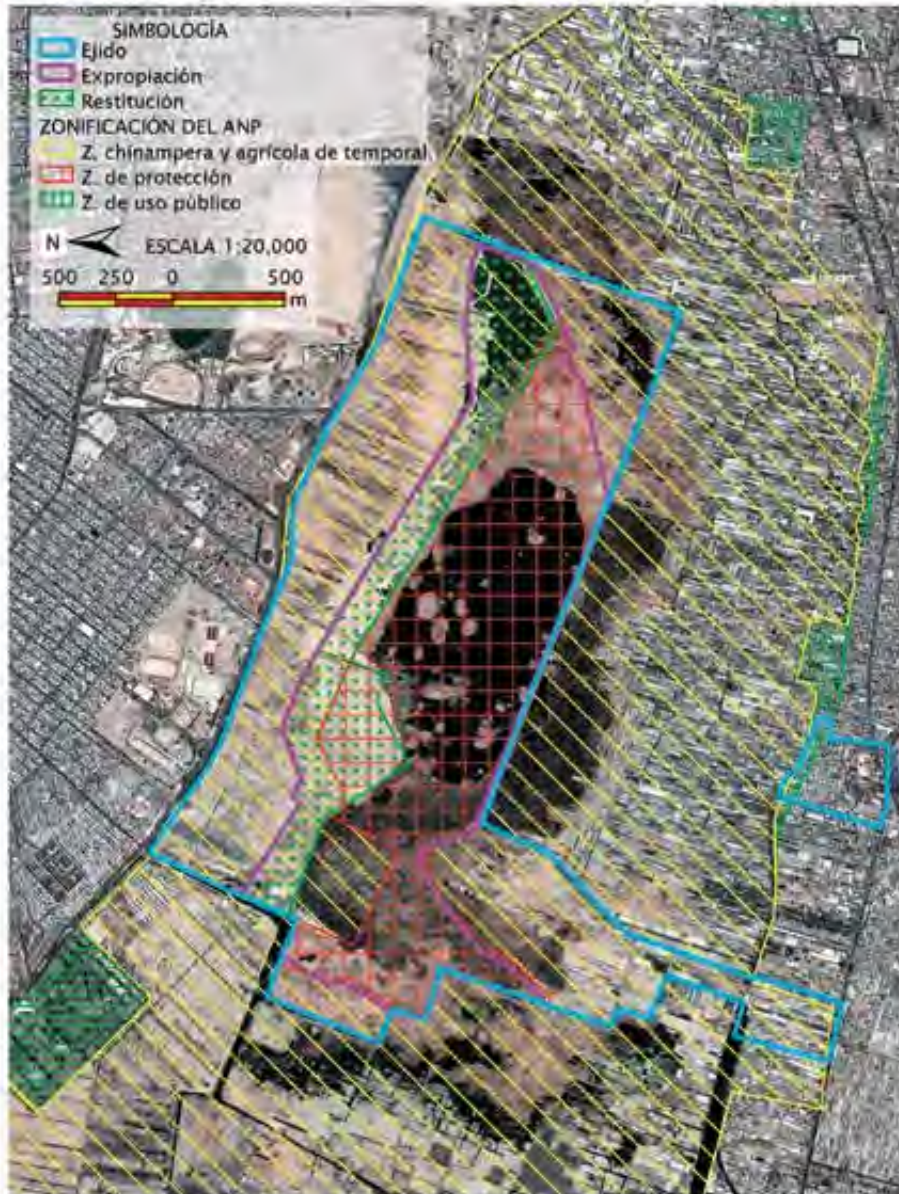 SIMBOLOGÍA
Ejido
Expropiación
Restitución
ZONIFICACIÓN DEL ANP
Z. chinampera y agrícola de temporal
Z. de protección
Z. de uso público
N ESCALA 1:20,000
500 250 0 500
m